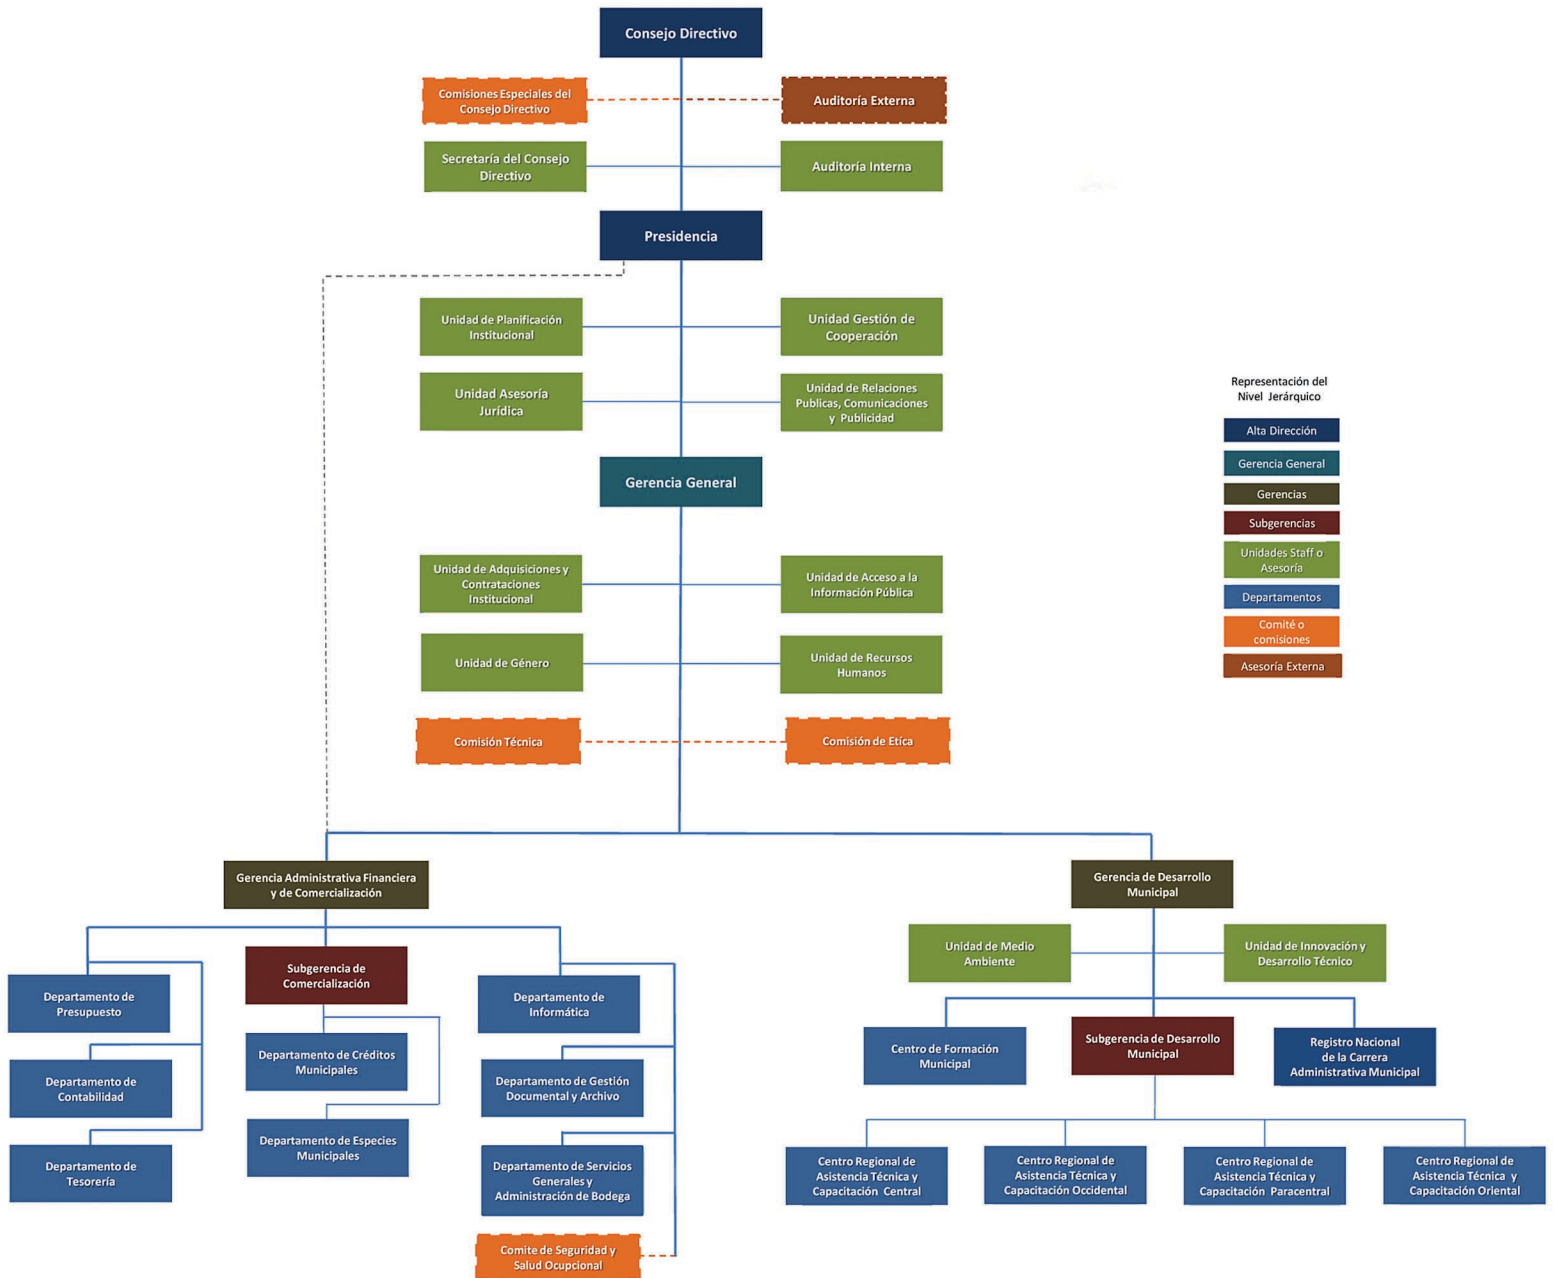 Consejo Directivo
Comisiones Especiales del
Consejo Directivo
Auditoría Externa
Secretaría del Consejo
Directivo
Auditoría Interna
Presidencia
Unidad de Planificación
Institucional
Unidad Gestión de
Cooperación
Unidad Asesoría
Jurídica
Unidad de Relaciones
Publicas, Comunicaciones
y Publicidad
Gerencia General
Unidad de Adquisiciones y
Contrataciones
Institucional
Unidad de Acceso a la
Información Pública
Unidad de Género
Unidad de Recursos
Humanos
Comisión Técnica
Comisión de Etíca
Representación del
Nivel Jerárquico
Alta Dirección
Gerencia General
Gerencias
Subgerencias
Unidades Staff o
Asesoría
Departamentos
Comité o
comisiones
Asesoría Externa
Gerencia Administrativa Financiera
y de Comercialización
Gerencia de Desarrollo
Municipal
Departamento de
Presupuesto
Departamento de
Contabilidad
Departamento de
Tesorería
Subgerencia de
Comercialización
Departamento de Créditos
Municipales
Departamento de Especies
Municipales
Departamento de
Informática
Departamento de Gestión
Documental y Archivo
Departamento de Servicios
Generales y
Administración de Bodega
Comite de Seguridad y
Salud Ocupcional
Unidad de Medio
Ambiente
Unidad de Innovación y
Desarrollo Técnico
Centro de Formación
Municipal
Subgerencia de Desarrollo
Municipal
Registro Nacional
de la Carrera
Administrativa Municipal
Centro Regional de
Asistencia Técnica y
Capacitación Central
Centro Regional de
Asistencia Técnica y
Capacitación Occidental
Centro Regional de
Asistencia Técnica y
Capacitación Paracentral
Centro Regional de
Asistencia Técnica y
Capacitación Oriental